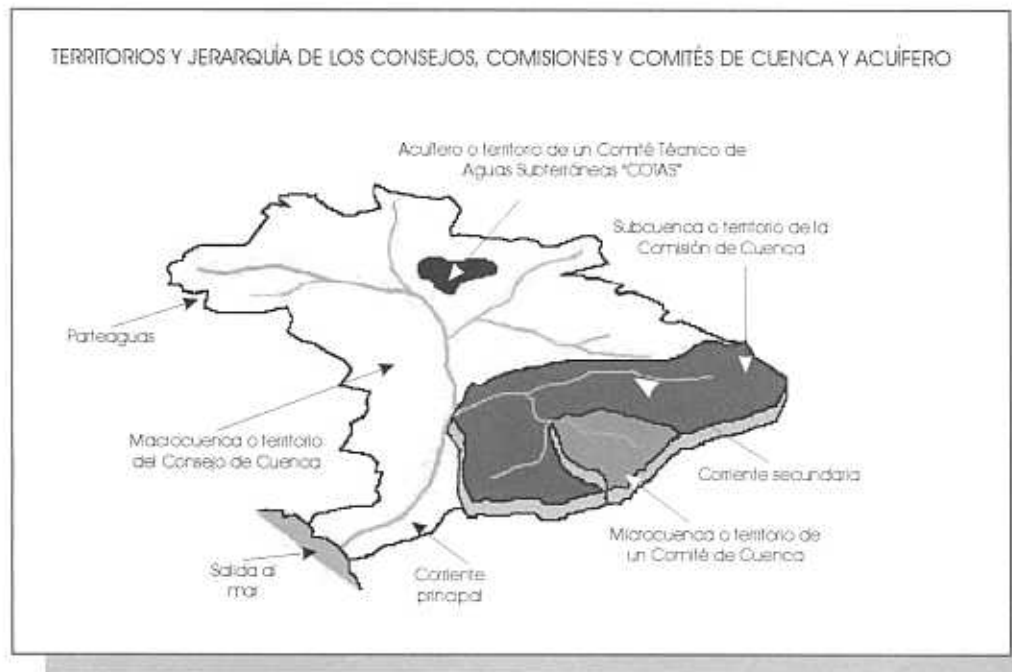 TERRITORIOS Y JERARQUÍA DE LOS CONSEJOS, COMISIONES Y COMITÉS DE CUENCA Y ACUÍFERO
Acuífero o territorio de un Comité Técnico de
Aguas Subterráneas "COTAS"
Subcuenca o territorio de la
Comisión de Cuenca
Parteaguas
Macrocuenca o territorio
del Consejo de Cuenca
Corriente secundaria
Microcuenca o territorio de
un Comité de Cuenca
Salida al
mar
Corriente
principal